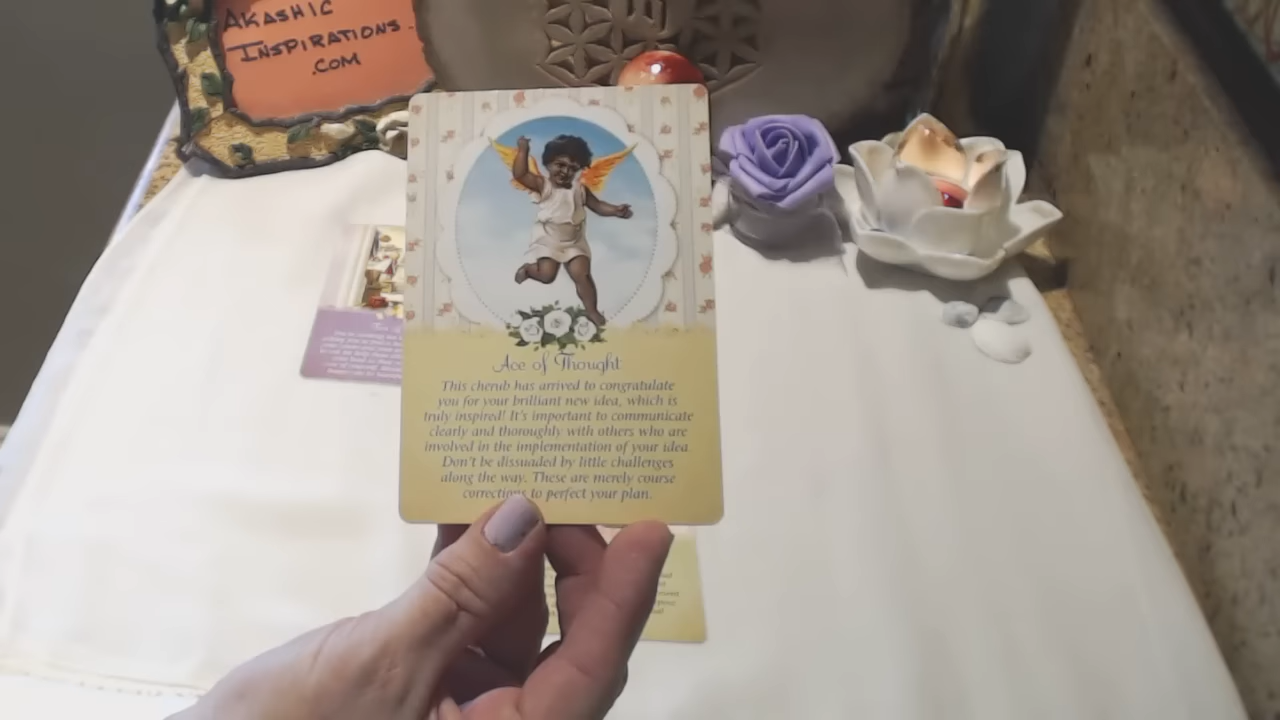 AKASHIC
INSPIRATIONS.
.COM
Ace of Thought
This cherub has arrived to congratulate
you for your brilliant new idea, which is
truly inspired! It's important to communicate
clearly and thoroughly with others who are
involved in the implementation of your idea.
Don't be dissuaded by little challenges
along the way. These are merely course
corrections to perfect your plan.